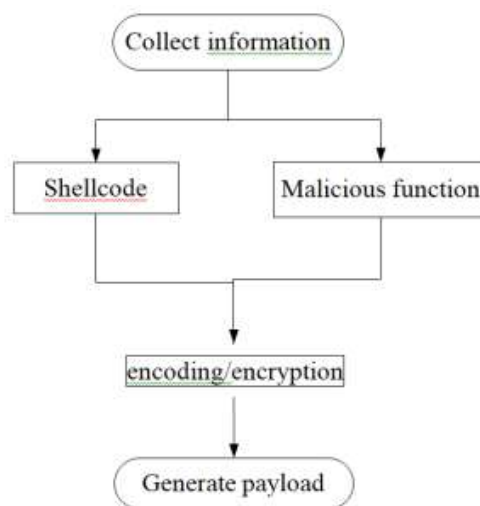 Collect information
Shellcode
Malicious function
encoding/encryption
Generate payload